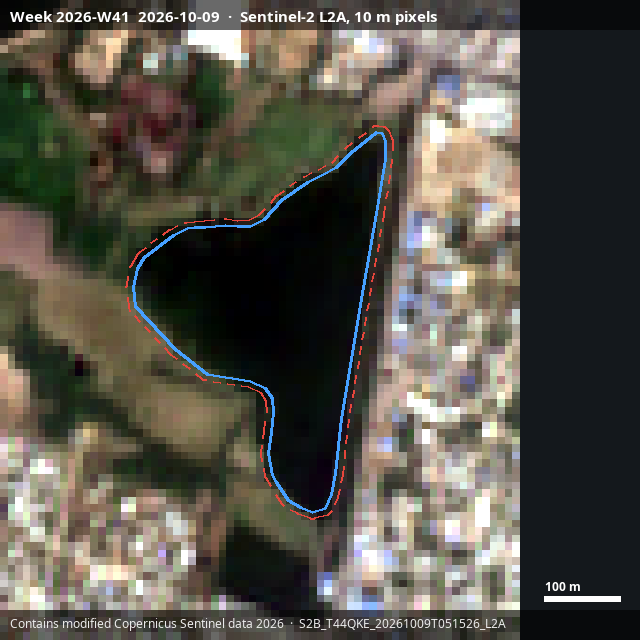 Week 2026-W41  2026-10-09  ·  Sentinel-2 L2A, 10 m pixels
100 m
Contains modified Copernicus Sentinel data 2026  ·  S2B_T44QKE_20261009T051526_L2A